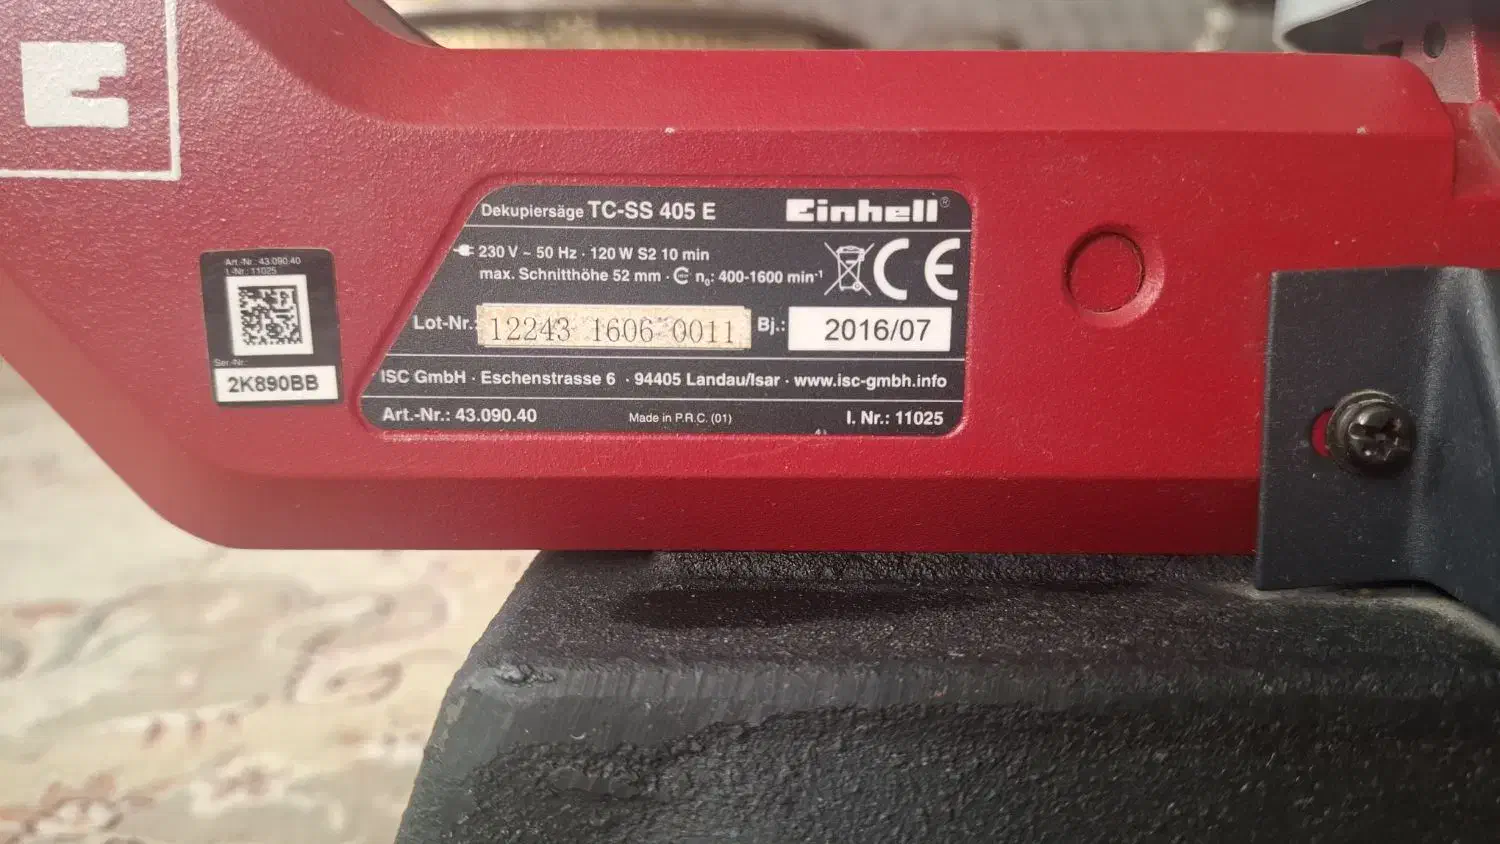 Dekupiersäge TC-SS 405 E
Einhell®
230 V ~ 50 Hz · 120 W S2 10 min
max. Schnitthöhe 52 mm · n₀: 400-1600 min⁻¹
CE
Lot-Nr.: 12243 1606 0011 Bj.: 2016/07
ISC GmbH · Eschenstrasse 6 · 94405 Landau/Isar · www.isc-gmbh.info
Art.-Nr.: 43.090.40 Made in P.R.C. (01) I. Nr.: 11025
Art.-Nr.: 43.090.40
I.-Nr.: 11025
Ser.-Nr.:
2K890BB